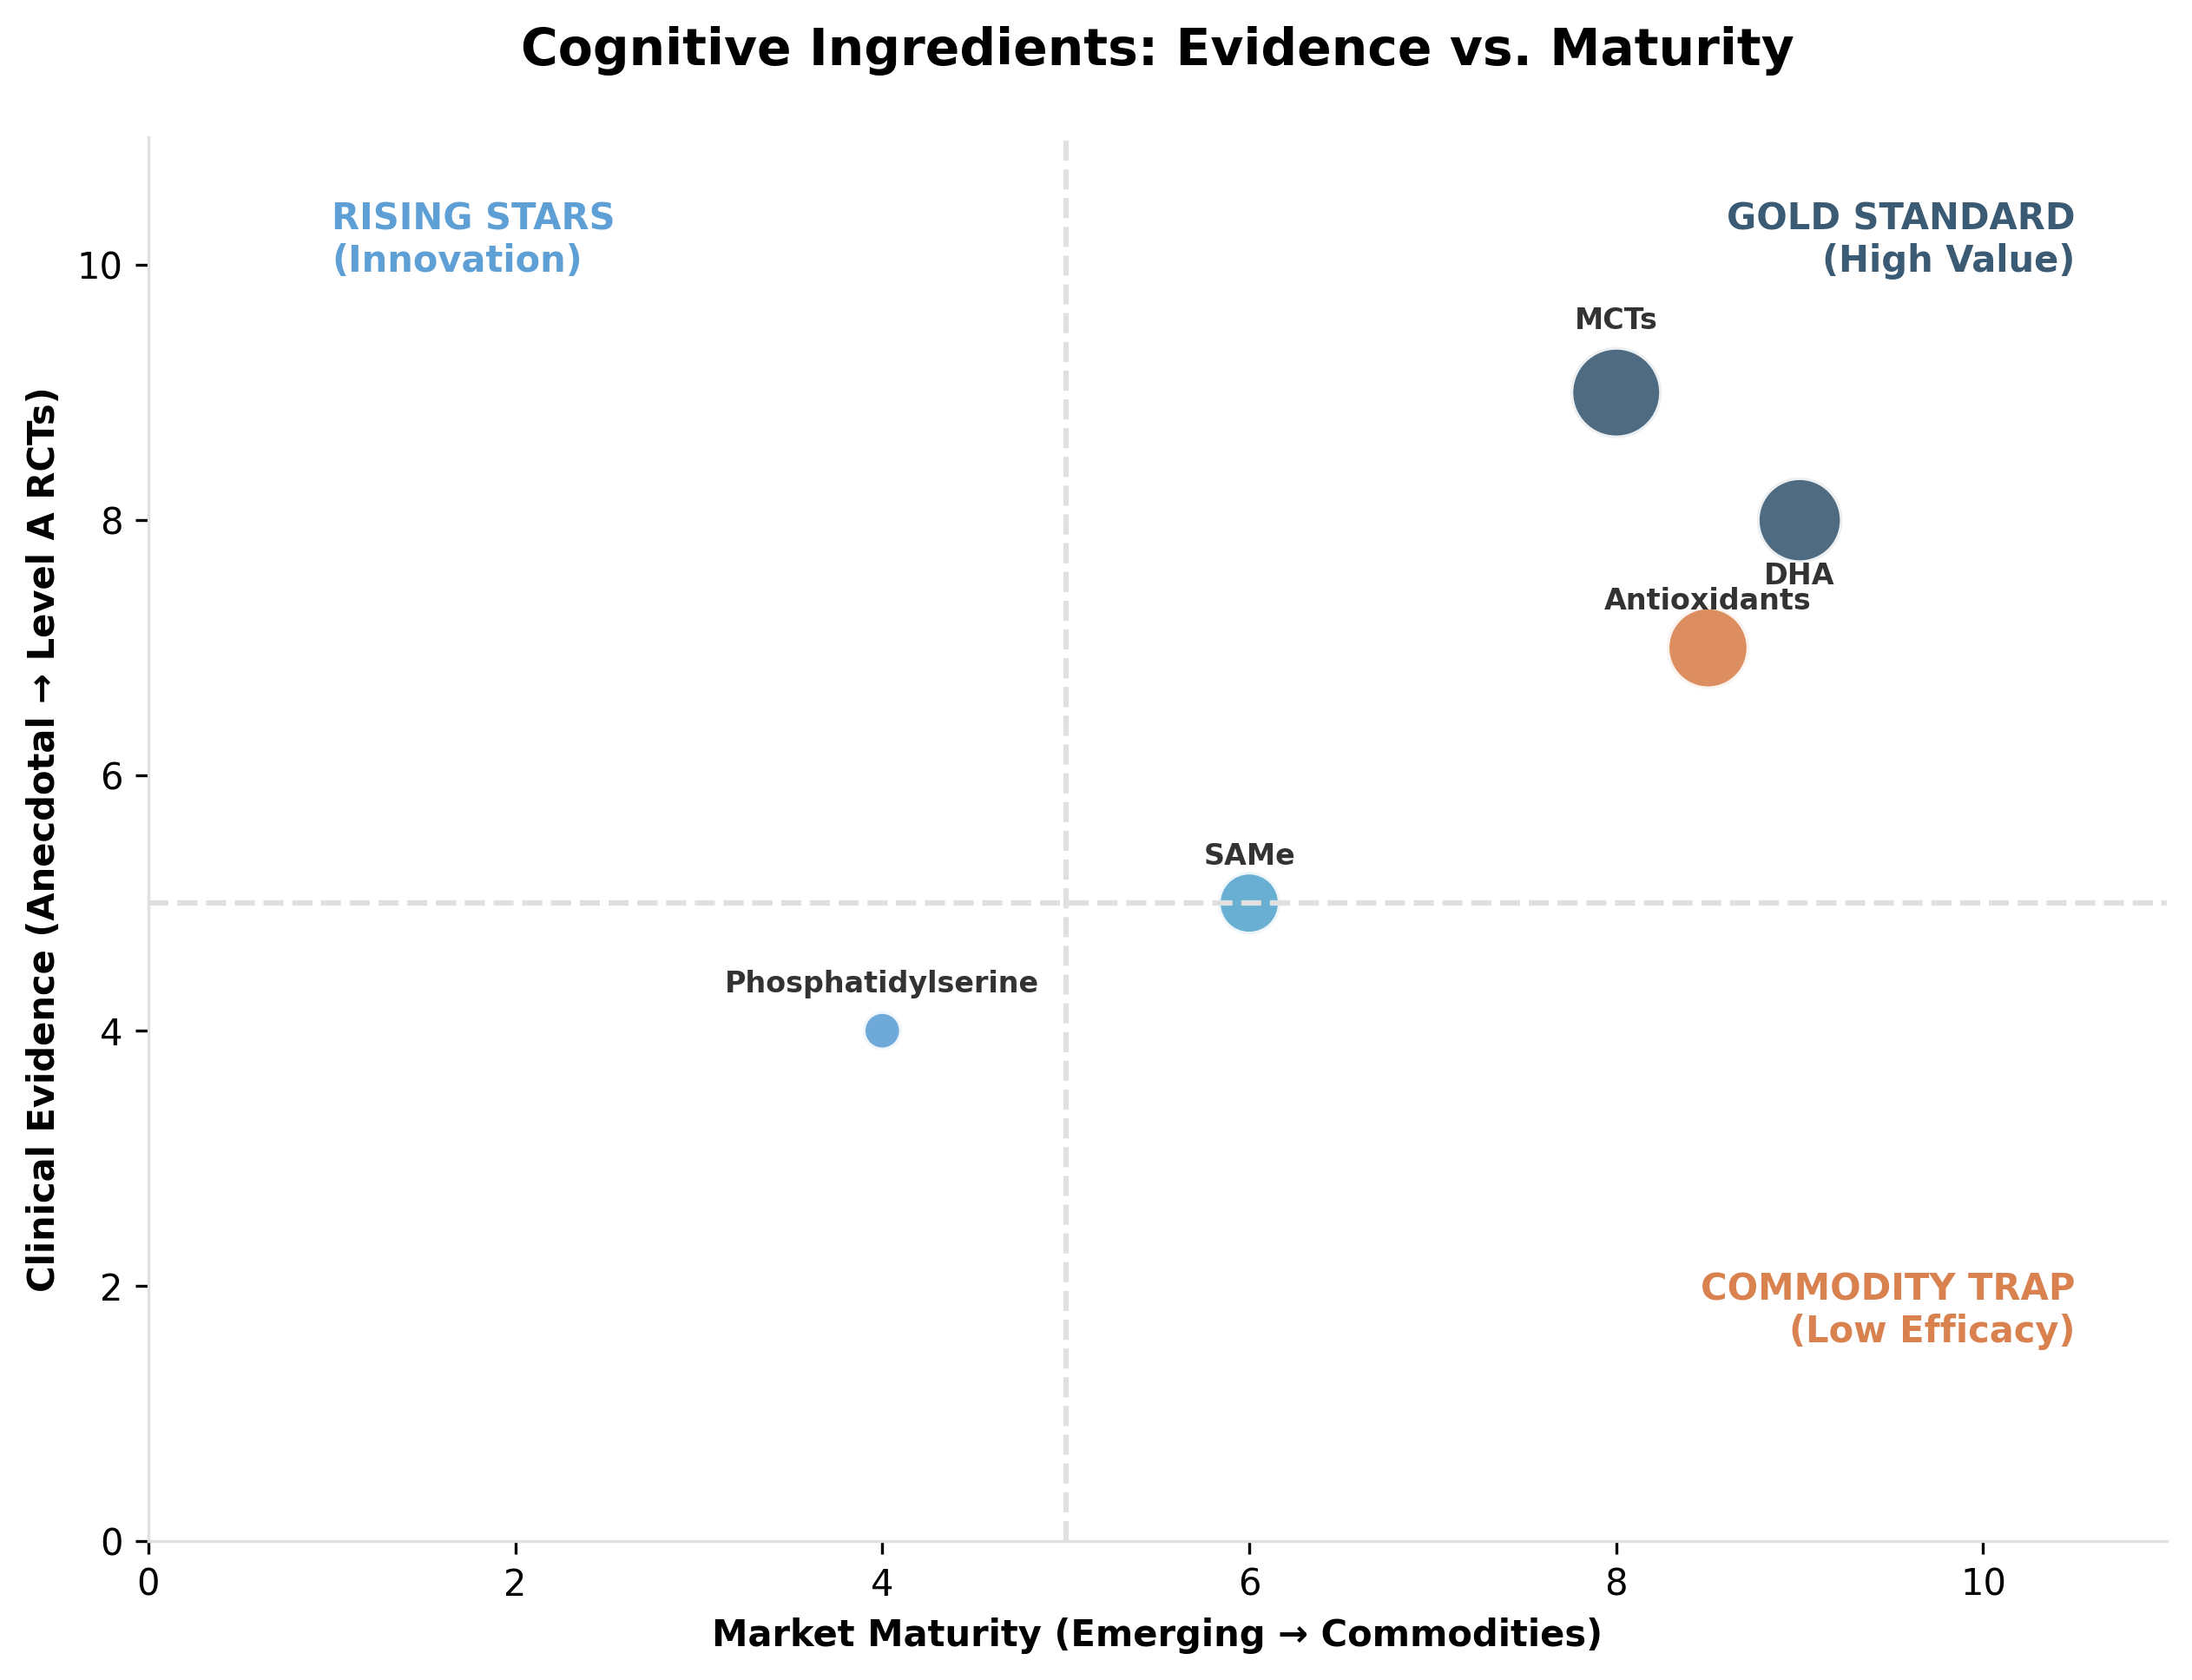 Cognitive Ingredients: Evidence vs. Maturity
RISING STARS
(Innovation)
GOLD STANDARD
(High Value)
MCTs
DHA
Antioxidants
SAMe
Phosphatidylserine
COMMODITY TRAP
(Low Efficacy)
Clinical Evidence (Anecdotal → Level A RCTs)
10
8
6
4
2
0
0
2
4
6
8
10
Market Maturity (Emerging → Commodities)